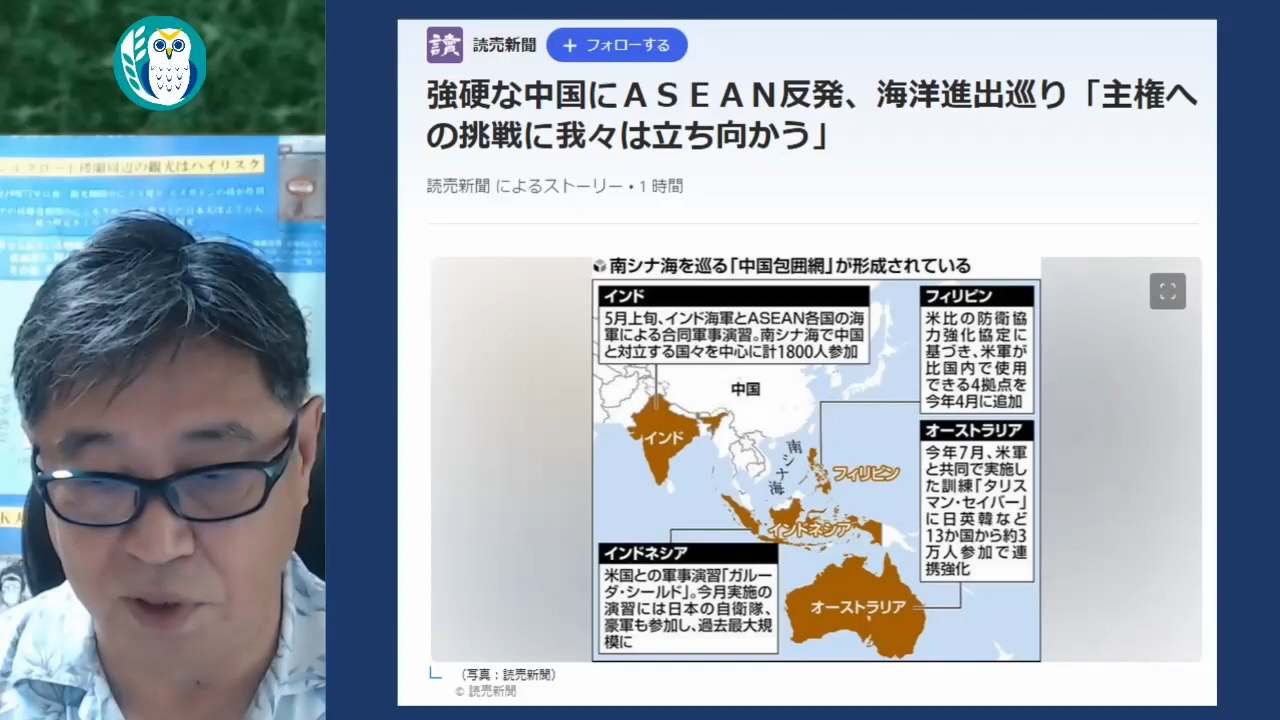 読売新聞
+ フォローする
強硬な中国にＡＳＥＡＮ反発、海洋進出巡り「主権へ
の挑戦に我々は立ち向かう」
読売新聞 によるストーリー • 1 時間
南シナ海を巡る「中国包囲網」が形成されている
インド
5月上旬、インド海軍とASEAN各国の海
軍による合同軍事演習。南シナ海で中国
と対立する国々を中心に計1800人参加
フィリピン
米比の防衛協
力強化協定に
基づき、米軍が
比国内で使用
できる4拠点を
今年4月に追加
中国
インド
南シナ海
フィリピン
インドネシア
オーストラリア
オーストラリア
今年7月、米軍
と共同で実施し
た訓練「タリス
マン・セイバー」
に日英韓など
13か国から約3
万人参加で連
携強化
インドネシア
米国との軍事演習「ガルー
ダ・シールド」。今月実施の
演習には日本の自衛隊、
豪軍も参加し、過去最大規
模に
（写真：読売新聞）
© 読売新聞
周辺の観光はハイリスク